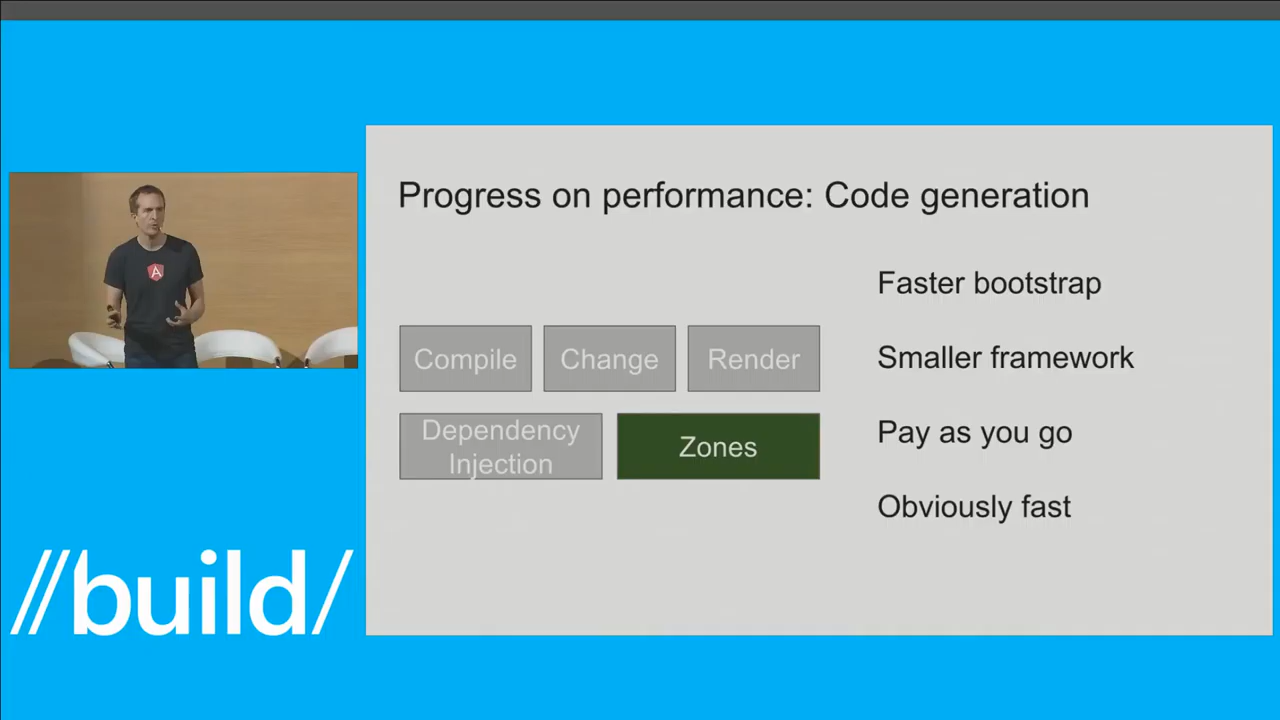 Progress on performance: Code generation
Faster bootstrap
Compile
Change
Render
Smaller framework
Dependency
Injection
Zones
Pay as you go
Obviously fast
A
//build/